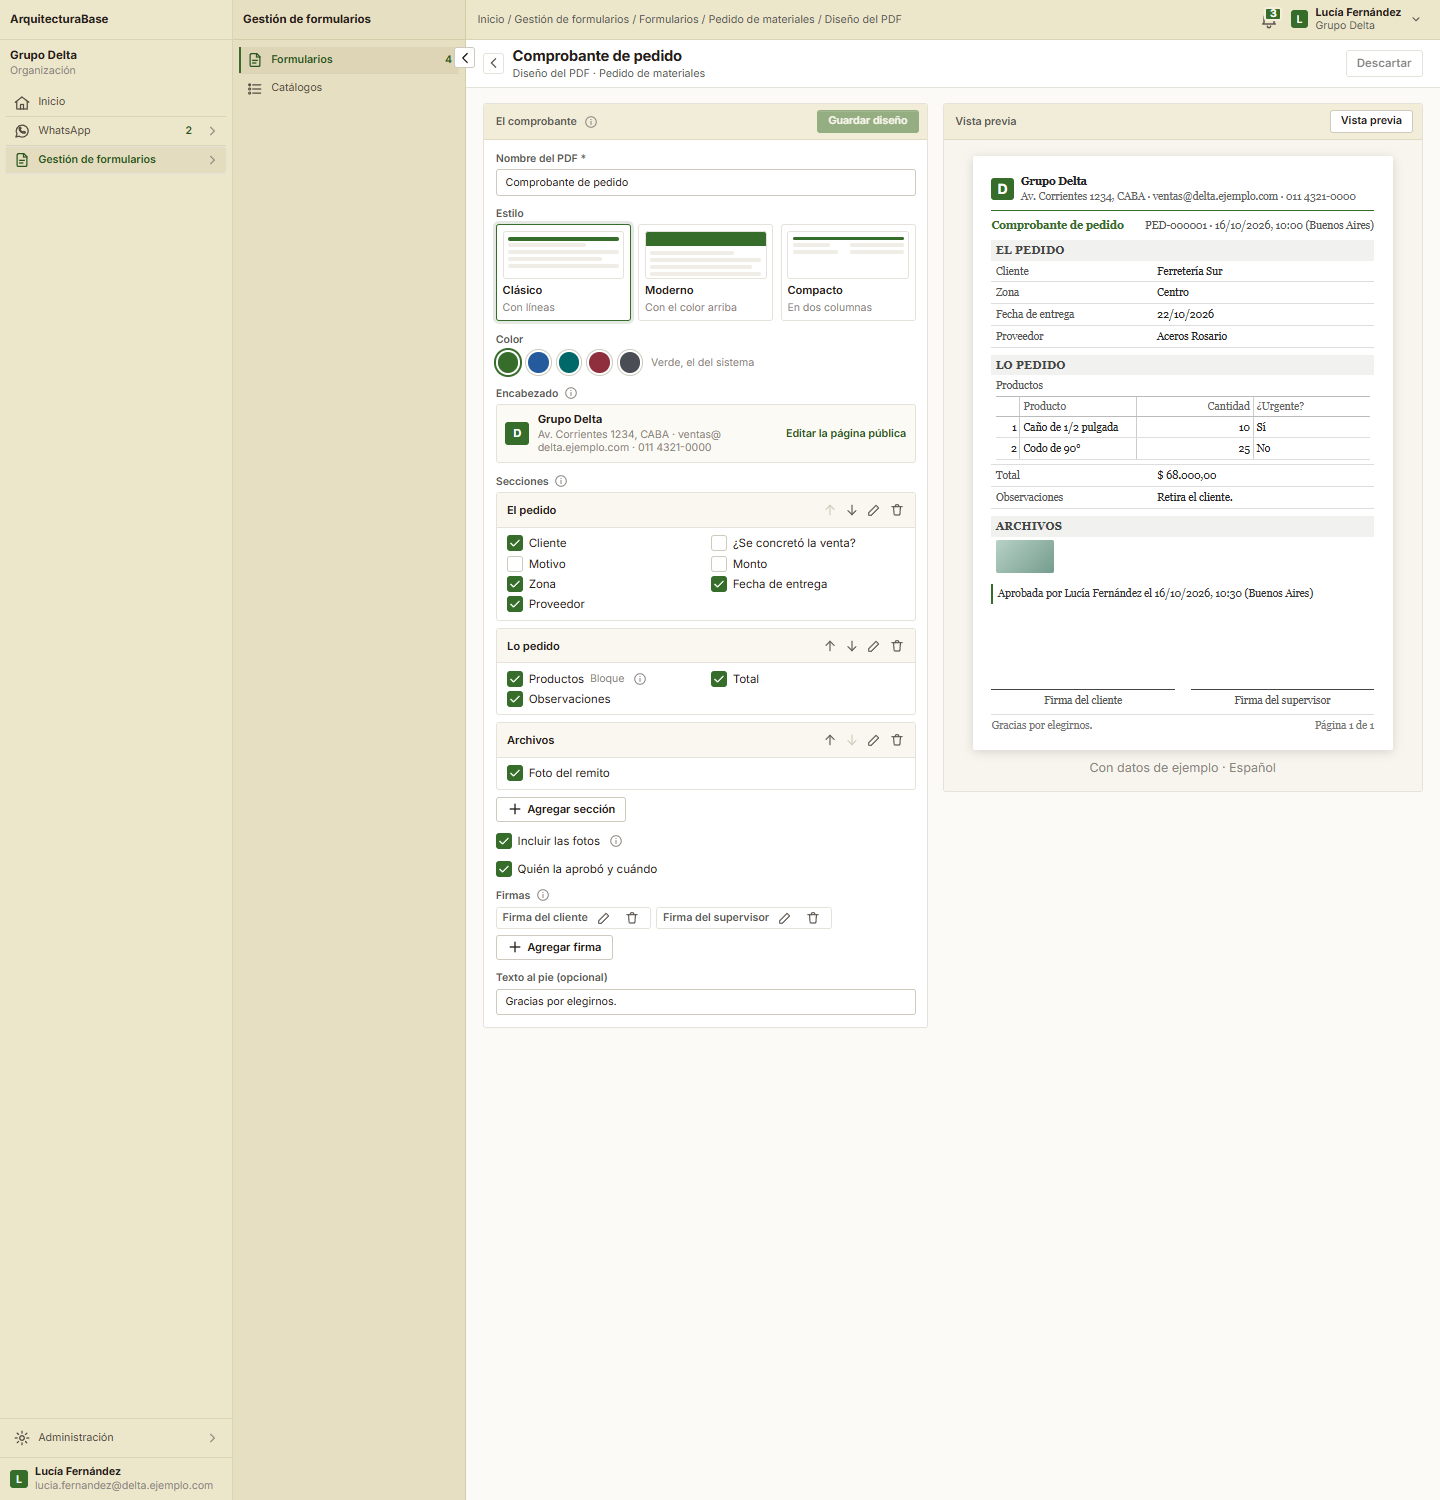 ArquitecturaBase
Grupo Delta
Organización
Inicio
WhatsApp 2
Gestión de formularios
Administración
L Lucía Fernández
lucia.fernandez@delta.ejemplo.com
Gestión de formularios
Formularios 4
Catálogos
Inicio / Gestión de formularios / Formularios / Pedido de materiales / Diseño del PDF
3
L Lucía Fernández
Grupo Delta
Comprobante de pedido
Diseño del PDF · Pedido de materiales
Descartar
El comprobante
Guardar diseño
Nombre del PDF *
Comprobante de pedido
Estilo
Clásico
Con líneas
Moderno
Con el color arriba
Compacto
En dos columnas
Color
Verde, el del sistema
Encabezado
D
Grupo Delta
Av. Corrientes 1234, CABA · ventas@
delta.ejemplo.com · 011 4321-0000
Editar la página pública
Secciones
El pedido
Cliente
¿Se concretó la venta?
Motivo
Monto
Zona
Fecha de entrega
Proveedor
Lo pedido
Productos Bloque
Total
Observaciones
Archivos
Foto del remito
Agregar sección
Incluir las fotos
Quién la aprobó y cuándo
Firmas
Firma del cliente
Firma del supervisor
Agregar firma
Texto al pie (opcional)
Gracias por elegirnos.
Vista previa
Vista previa
D
Grupo Delta
Av. Corrientes 1234, CABA · ventas@delta.ejemplo.com · 011 4321-0000
Comprobante de pedido PED-000001 · 16/10/2026, 10:00 (Buenos Aires)
EL PEDIDO
Cliente Ferretería Sur
Zona Centro
Fecha de entrega 22/10/2026
Proveedor Aceros Rosario
LO PEDIDO
Productos
Producto Cantidad ¿Urgente?
1 Caño de 1/2 pulgada 10 Sí
2 Codo de 90° 25 No
Total $ 68.000,00
Observaciones Retira el cliente.
ARCHIVOS
Aprobada por Lucía Fernández el 16/10/2026, 10:30 (Buenos Aires)
Firma del cliente Firma del supervisor
Gracias por elegirnos. Página 1 de 1
Con datos de ejemplo · Español